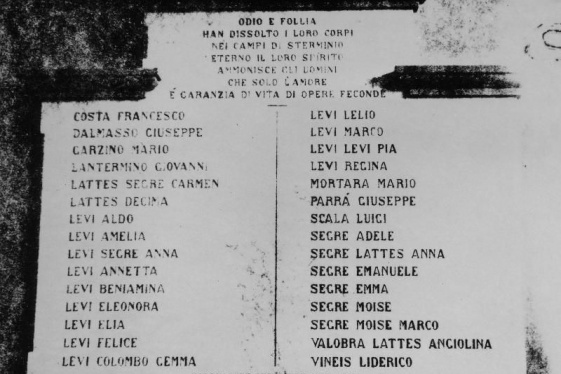 ODIO E FOLLIA
HAN DISSOLTO I LORO CORPI
NEI CAMPI DI STERMINIO
ETERNO IL LORO SPIRITO
AMMONISCE GLI UOMINI
CHE SOLO L'AMORE
È GARANZIA DI VITA DI OPERE FECONDE
COSTA FRANCESCO
DALMASSO GIUSEPPE
GARZINO MARIO
LANTERMINO GIOVANNI
LATTES SEGRE CARMEN
LATTES DECIMA
LEVI ALDO
LEVI AMELIA
LEVI SEGRE ANNA
LEVI ANNETTA
LEVI BENIAMINA
LEVI ELEONORA
LEVI ELIA
LEVI FELICE
LEVI COLOMBO GEMMA
LEVI LELIO
LEVI MARCO
LEVI LEVI PIA
LEVI REGINA
MORTARA MARIO
PARRÀ GIUSEPPE
SCALA LUIGI
SEGRE ADELE
SEGRE LATTES ANNA
SEGRE EMANUELE
SEGRE EMMA
SEGRE MOISE
SEGRE MOISE MARCO
VALOBRA LATTES ANGIOLINA
VINEIS LIDERICO